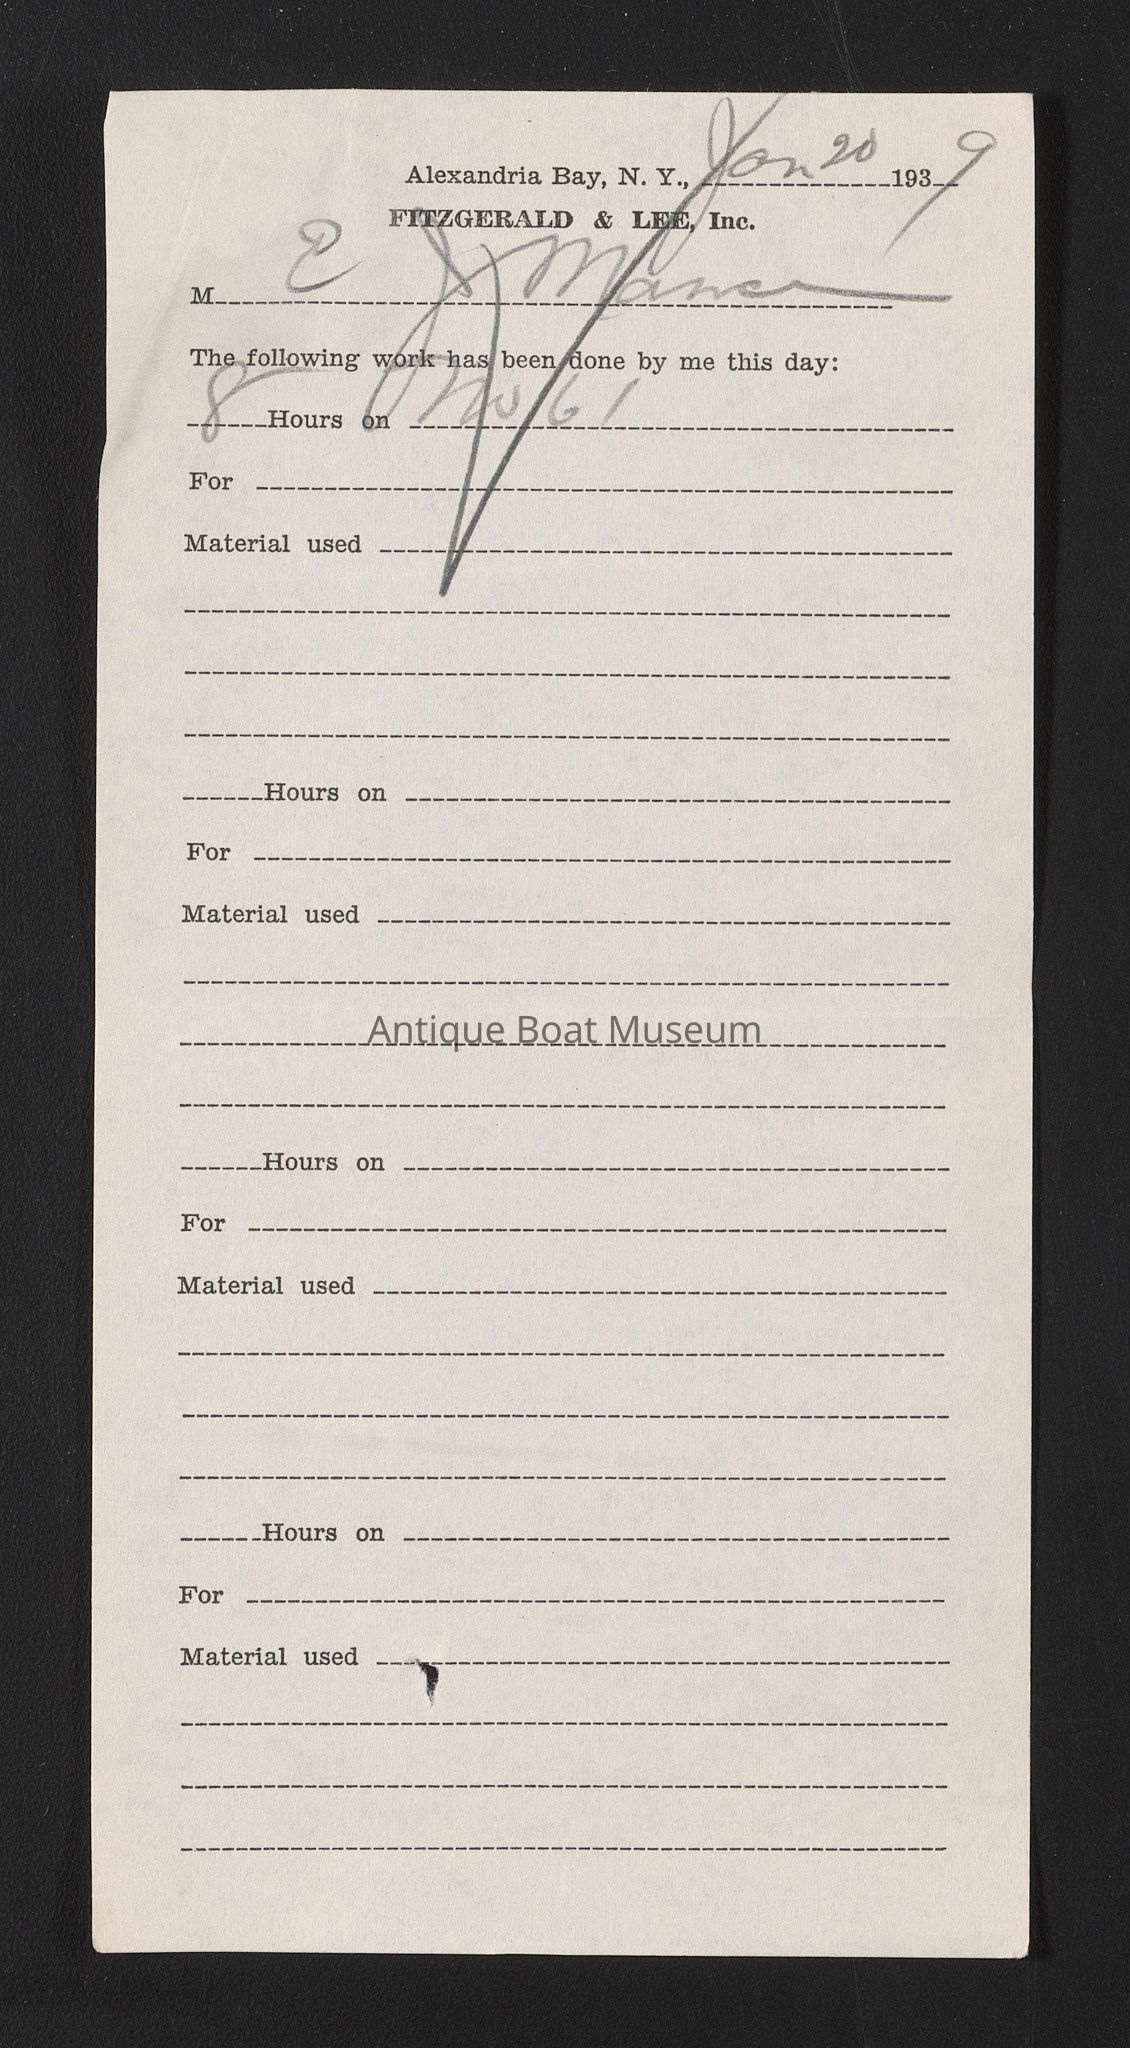 Alexandria Bay, N. Y., Jan 20 1939
FITZGERALD & LEE, Inc.
M E J
The following work has been done by me this day:
8 Hours on No 61
For
Material used
Hours on
For
Material used
Antique Boat Museum
Hours on
For
Material used
Hours on
For
Material used